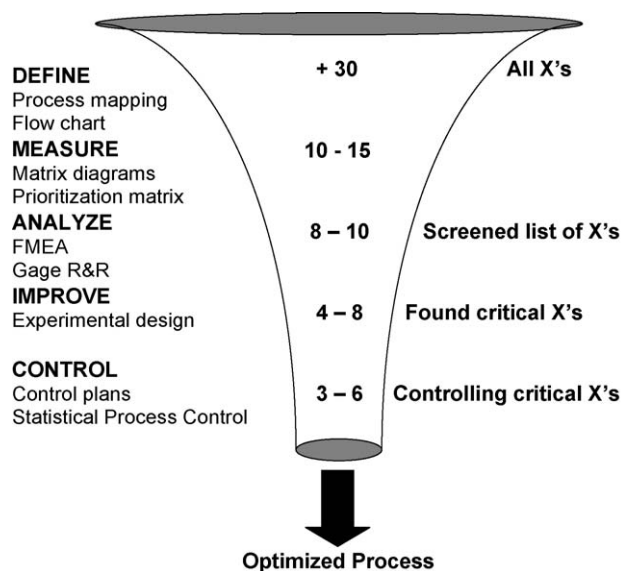 DEFINE
Process mapping
Flow chart
+ 30
All X's
MEASURE
Matrix diagrams
Prioritization matrix
10 - 15
ANALYZE
FMEA
Gage R&R
8 – 10
Screened list of X's
IMPROVE
Experimental design
4 – 8
Found critical X's
CONTROL
Control plans
Statistical Process Control
3 – 6
Controlling critical X's
Optimized Process